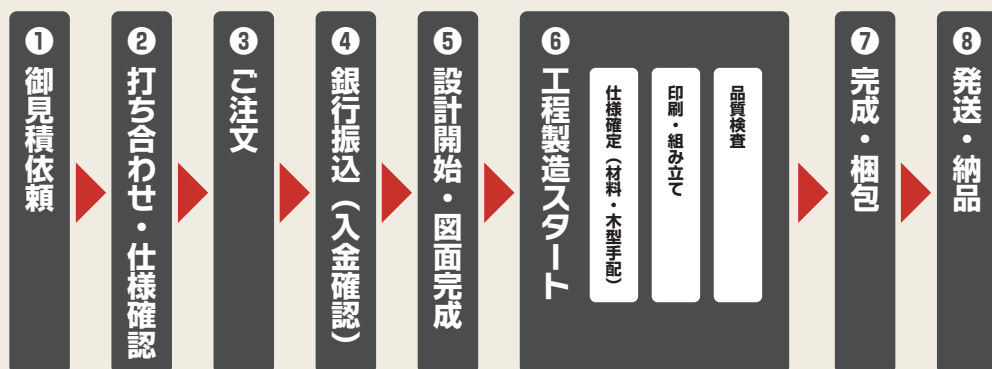 ❶ 御見積依頼
❷ 打ち合わせ・仕様確認
❸ ご注文
❹ 銀行振込（入金確認）
❺ 設計開始・図面完成
❻ 工程製造スタート
仕様確定（材料・木型手配）
印刷・組み立て
品質検査
❼ 完成・梱包
❽ 発送・納品